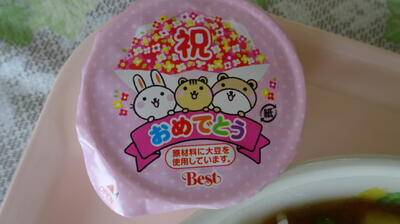 祝
おめでとう
紙
原材料に大豆を
使用しています。
Best